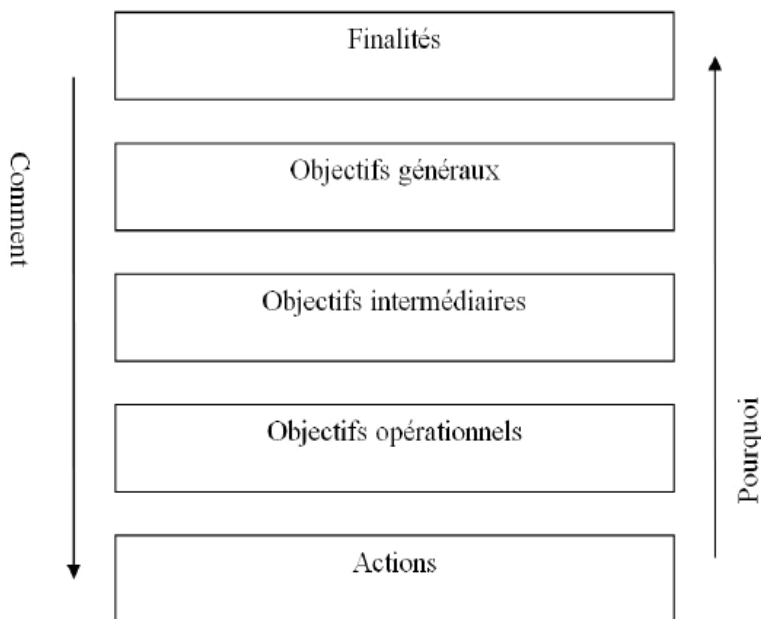 Finalités
Comment
Objectifs généraux
Objectifs intermédiaires
Objectifs opérationnels
Pourquoi
Actions